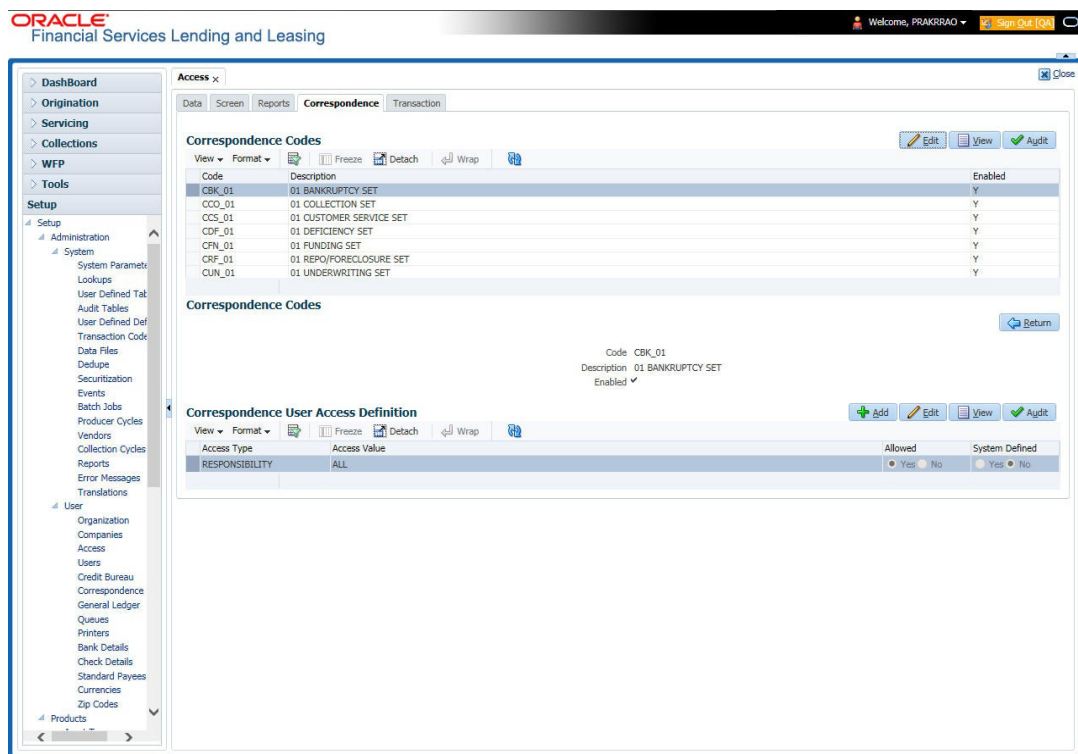 ORACLE
Financial Services Lending and Leasing
Welcome, PRAKRRAO
Sign Out [QA]
DashBoard
Origination
Servicing
Collections
WFP
Tools
Setup
Setup
Administration
System
System Paramete
Lookups
User Defined Tab
Audit Tables
User Defined Def
Transaction Code
Data Files
Dedupe
Securitization
Events
Batch Jobs
Producer Cycles
Vendors
Collection Cycles
Reports
Error Messages
Translations
User
Organization
Companies
Access
Users
Credit Bureau
Correspondence
General Ledger
Queues
Printers
Bank Details
Check Details
Standard Payees
Currencies
Zip Codes
Products
Access x
Close
Data Screen Reports Correspondence Transaction
Correspondence Codes
Edit View Audit
View Format Freeze Detach Wrap
Code Description Enabled
CBK_01 01 BANKRUPTCY SET Y
CCO_01 01 COLLECTION SET Y
CCS_01 01 CUSTOMER SERVICE SET Y
CDF_01 01 DEFICIENCY SET Y
CFN_01 01 FUNDING SET Y
CRF_01 01 REPO/FORECLOSURE SET Y
CUN_01 01 UNDERWRITING SET Y
Correspondence Codes
Return
Code CBK_01
Description 01 BANKRUPTCY SET
Enabled
Correspondence User Access Definition
Add Edit View Audit
View Format Freeze Detach Wrap
Access Type Access Value Allowed System Defined
RESPONSIBILITY ALL Yes No Yes No